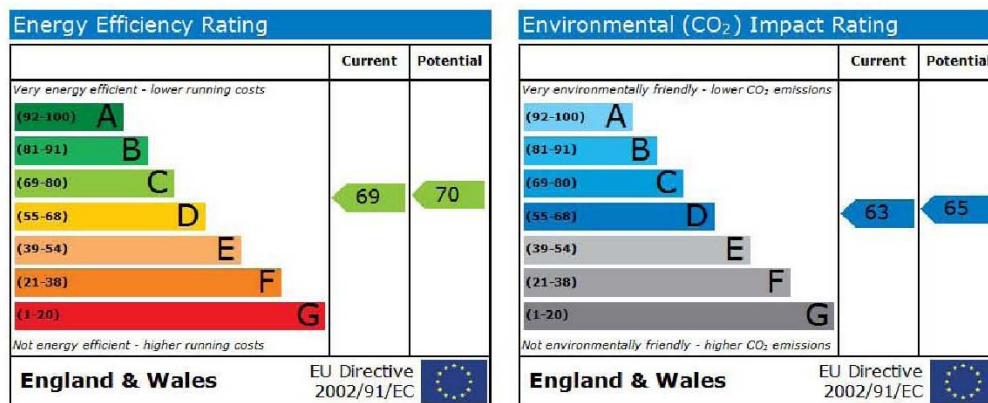 Energy Efficiency Rating
Current Potential
Very energy efficient - lower running costs
(92-100) A
(81-91) B
(69-80) C
69 70
(55-68) D
(39-54) E
(21-38) F
(1-20) G
Not energy efficient - higher running costs
England & Wales
EU Directive
2002/91/EC
Environmental (CO₂) Impact Rating
Current Potential
Very environmentally friendly - lower CO₂ emissions
(92-100) A
(81-91) B
(69-80) C
(55-68) D
63 65
(39-54) E
(21-38) F
(1-20) G
Not environmentally friendly - higher CO₂ emissions
England & Wales
EU Directive
2002/91/EC